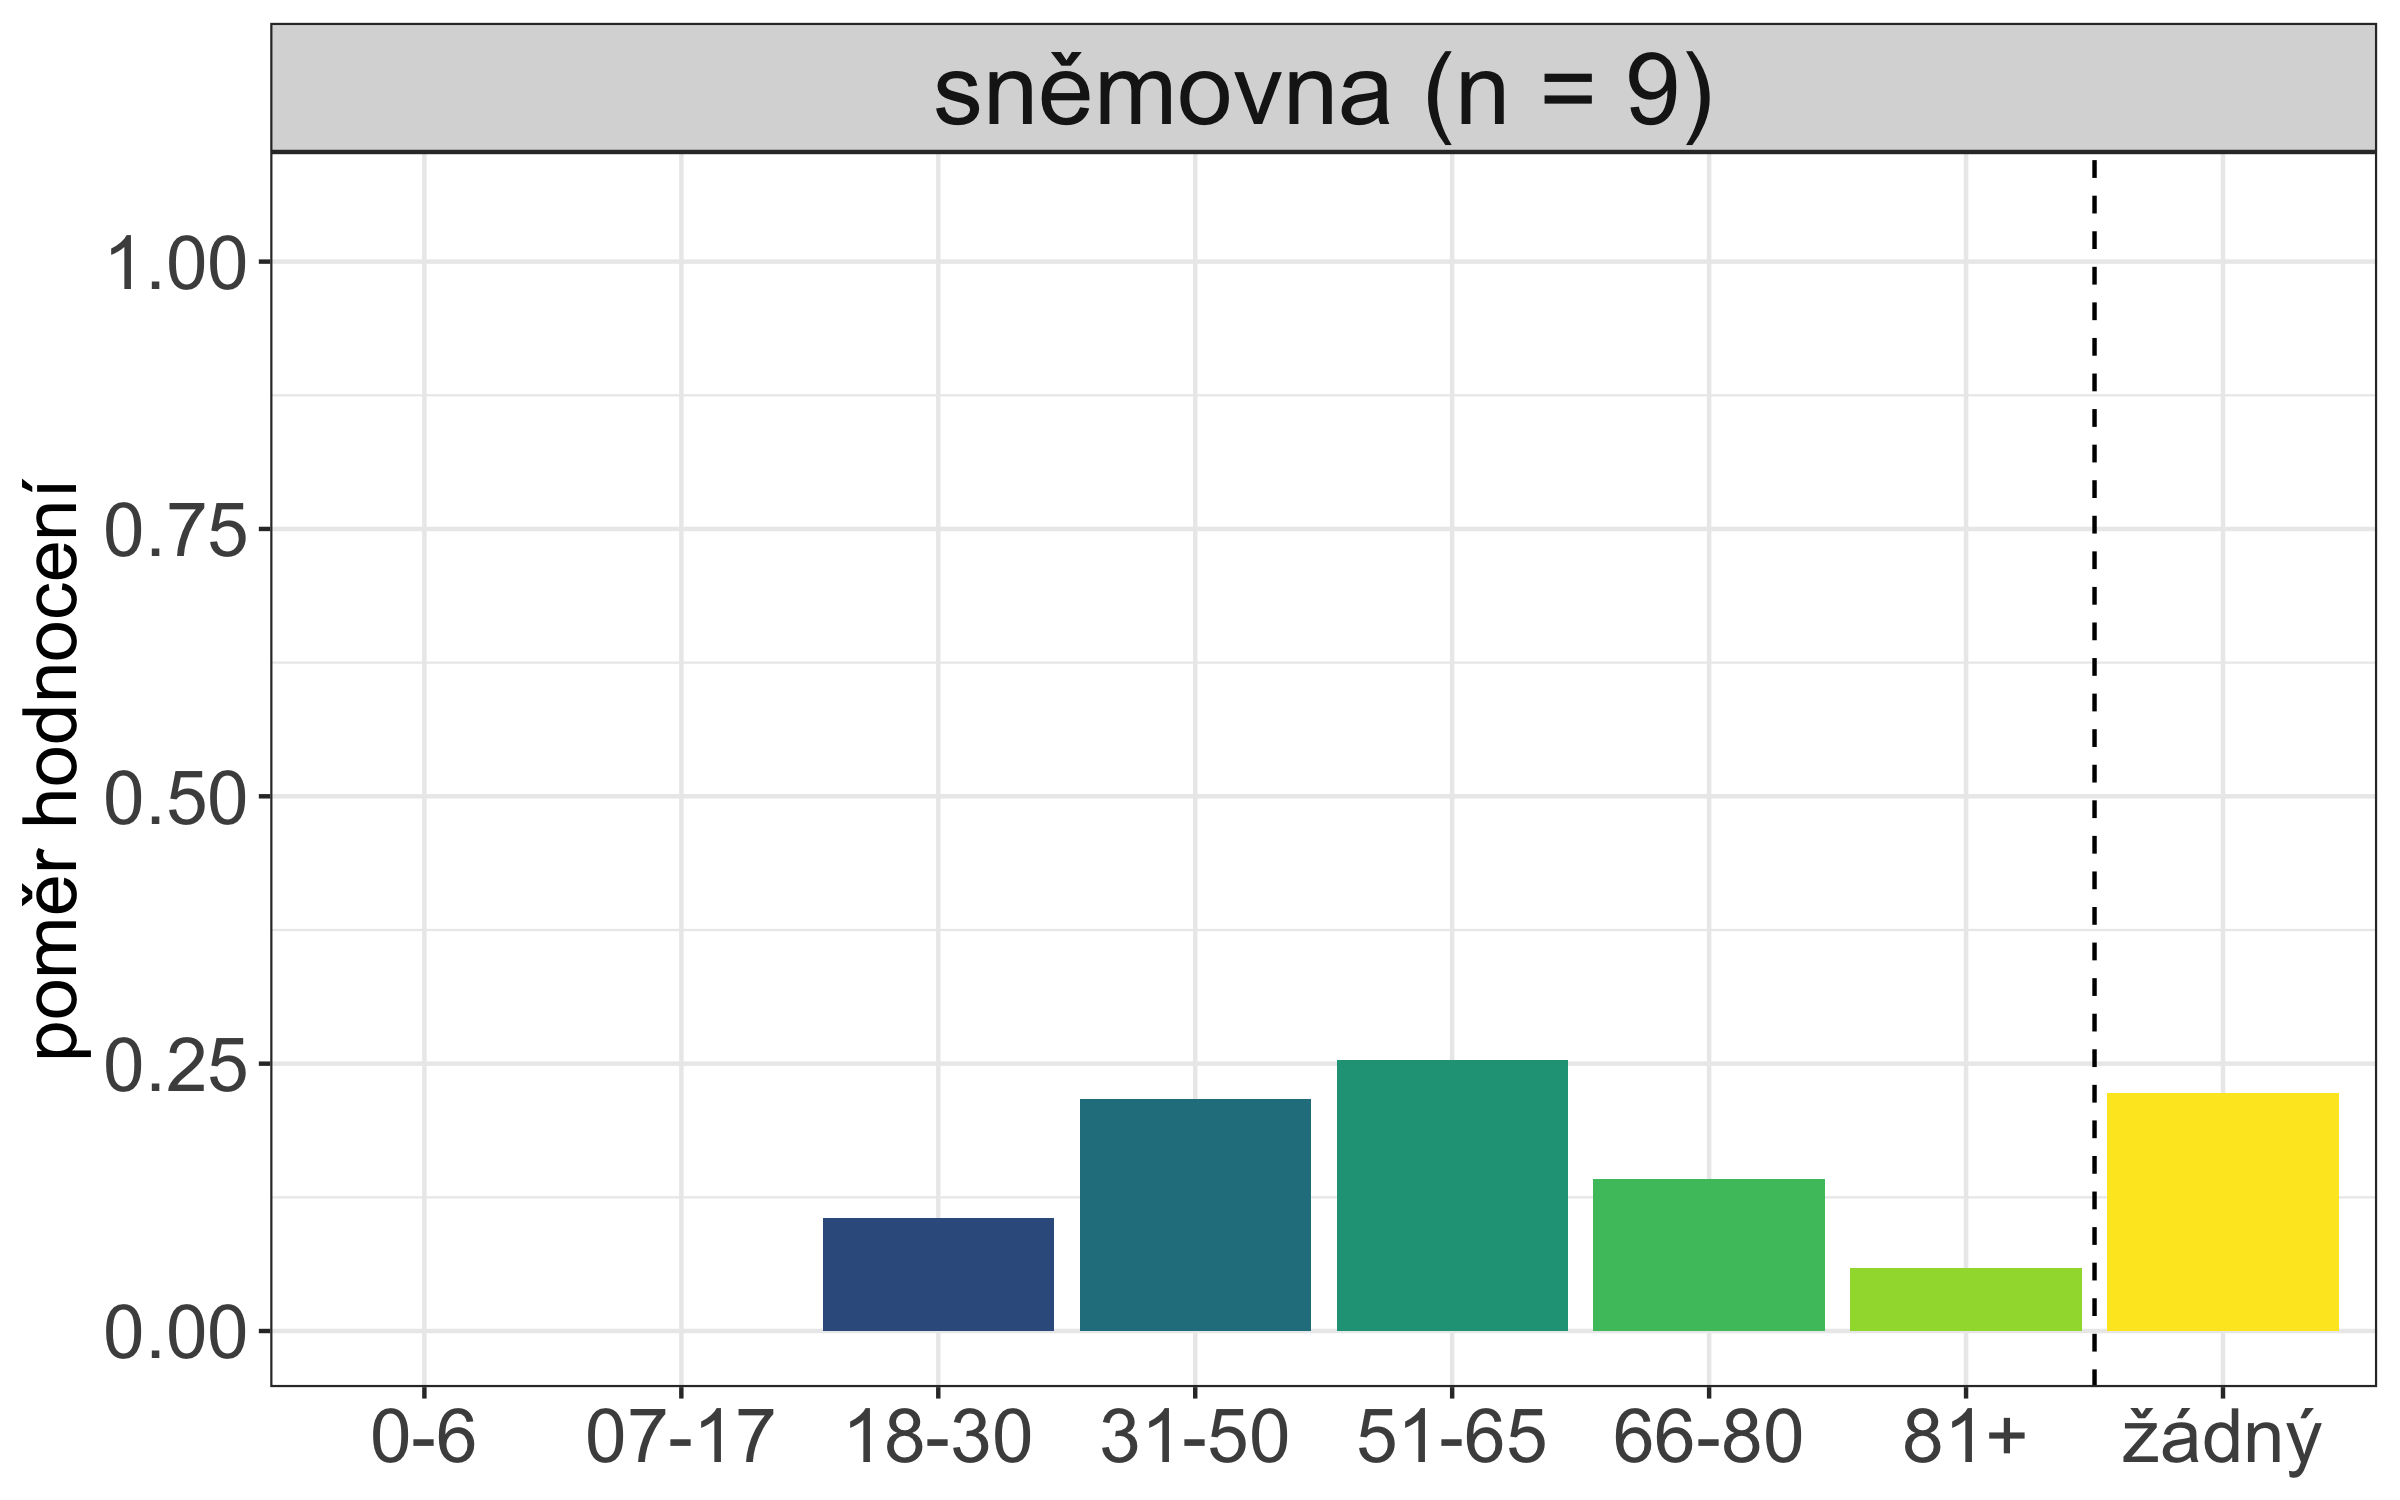 sněmovna (n = 9)
poměr hodnocení
1.00
0.75
0.50
0.25
0.00
0-6 07-17 18-30 31-50 51-65 66-80 81+ žádný